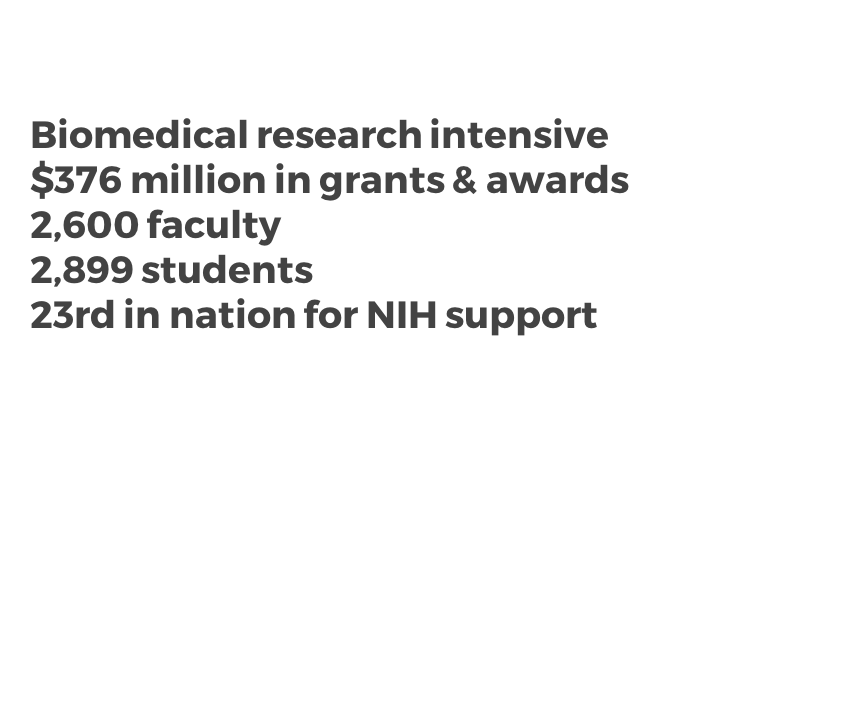 Biomedical research intensive
$376 million in grants & awards
2,600 faculty
2,899 students
23rd in nation for NIH support